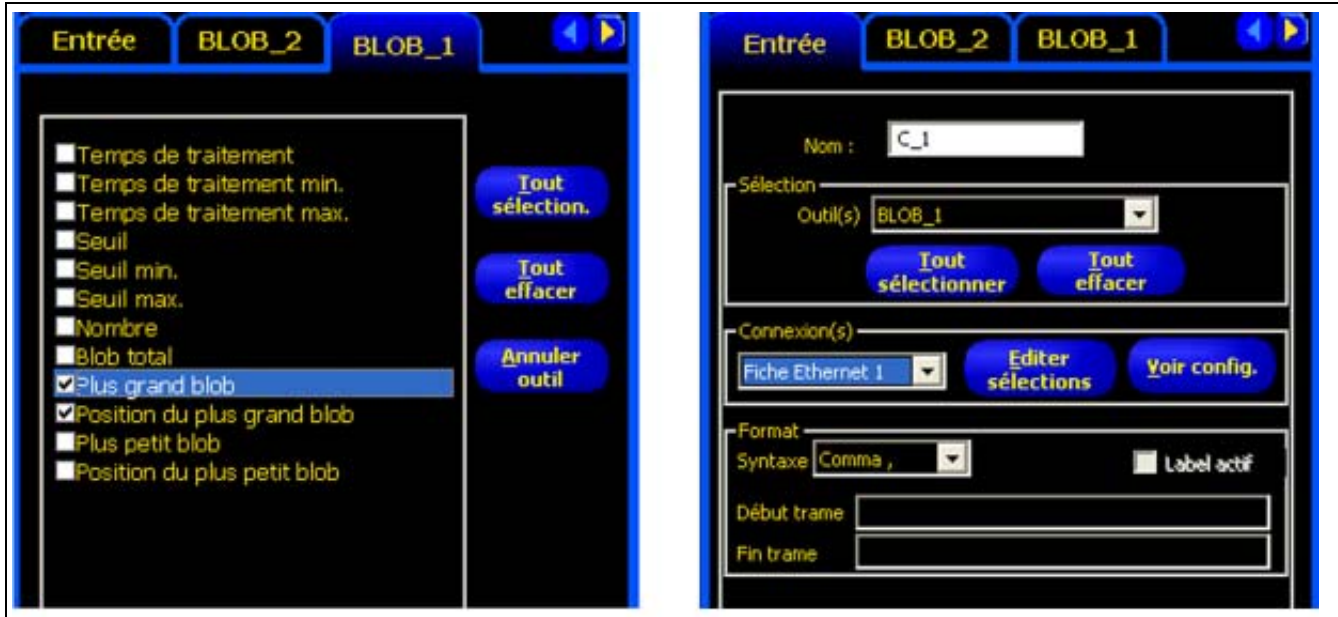 Entrée BLOB_2 BLOB_1
Temps de traitement
Temps de traitement min.
Temps de traitement max.
Seuil
Seuil min.
Seuil max.
Nombre
Blob total
Plus grand blob
Position du plus grand blob
Plus petit blob
Position du plus petit blob
Tout
sélection.
Tout
effacer
Annuler
outil
Entrée BLOB_2 BLOB_1
Nom : C_1
Sélection
Outil(s) BLOB_1
Tout
sélectionner
Tout
effacer
Connexion(s)
Fiche Ethernet 1
Editer
sélections
Voir config.
Format
Syntaxe Comma , Label actif
Début trame
Fin trame